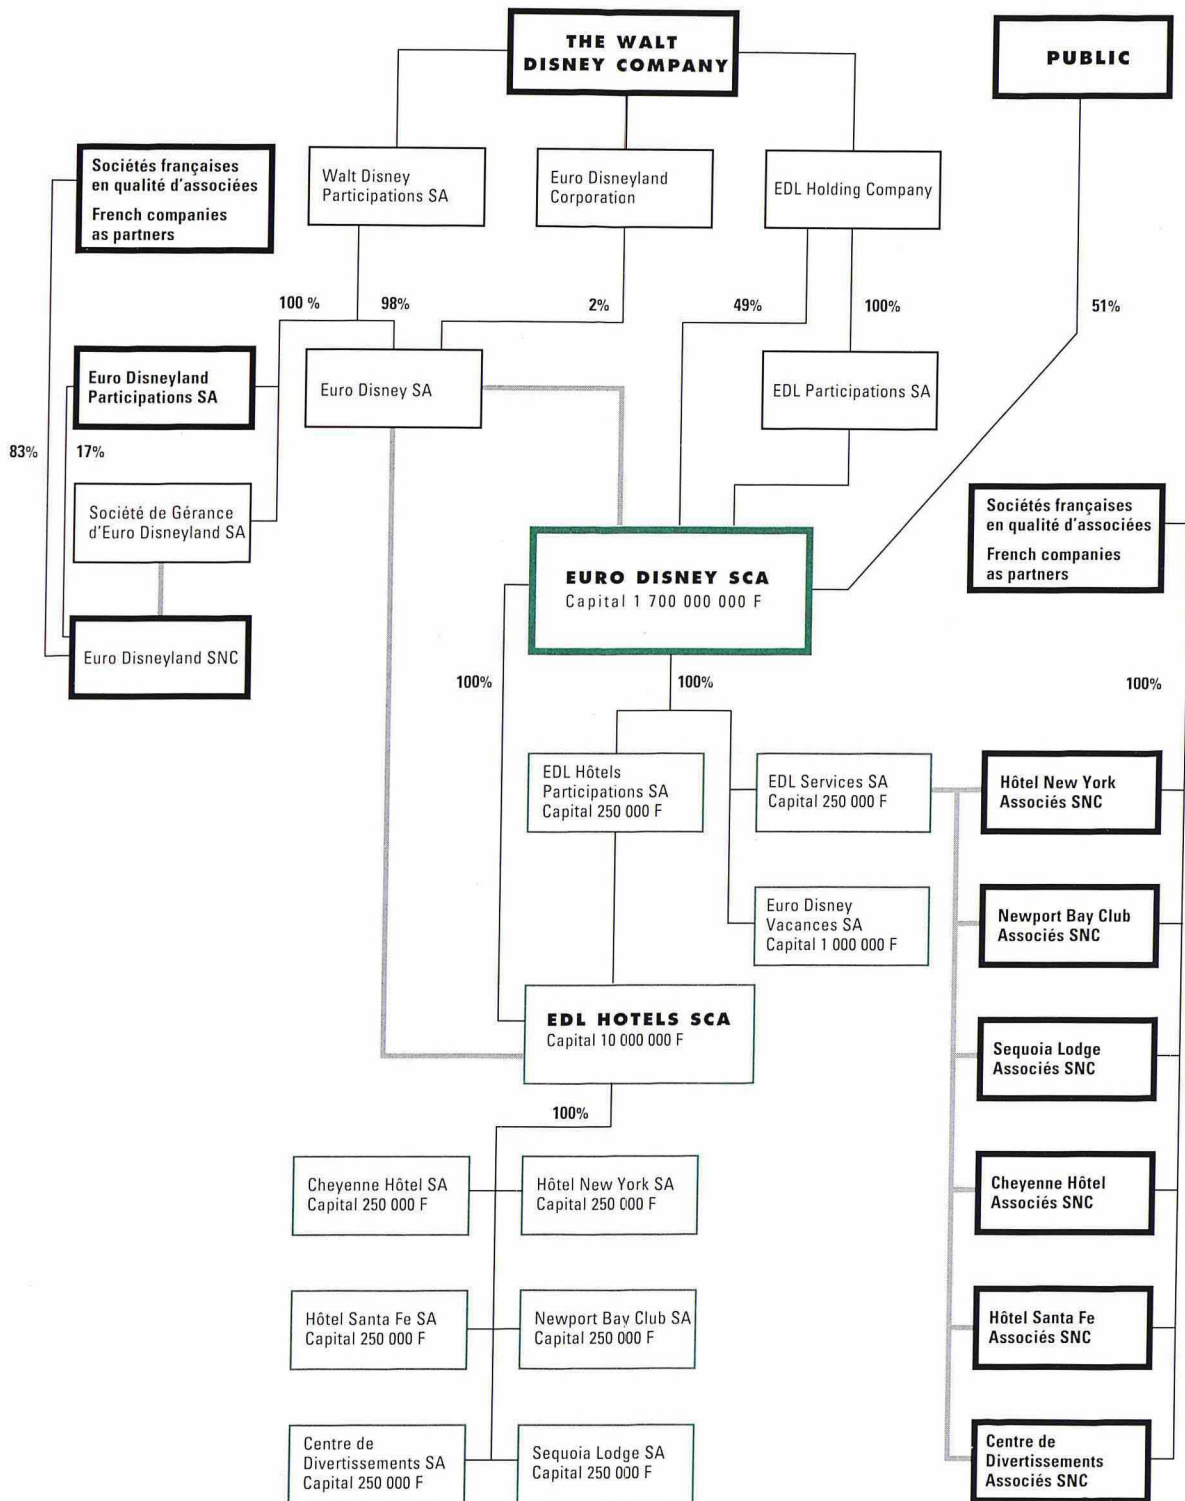 THE WALT
DISNEY COMPANY
PUBLIC
Sociétés françaises
en qualité d'associées
French companies
as partners
Walt Disney
Participations SA
Euro Disneyland
Corporation
EDL Holding Company
100 %
98%
2%
49%
100%
51%
Euro Disneyland
Participations SA
Euro Disney SA
EDL Participations SA
83%
17%
Société de Gérance
d'Euro Disneyland SA
Sociétés françaises
en qualité d'associées
French companies
as partners
EURO DISNEY SCA
Capital 1 700 000 000 F
Euro Disneyland SNC
100%
100%
100%
EDL Hôtels
Participations SA
Capital 250 000 F
EDL Services SA
Capital 250 000 F
Hôtel New York
Associés SNC
Euro Disney
Vacances SA
Capital 1 000 000 F
Newport Bay Club
Associés SNC
EDL HOTELS SCA
Capital 10 000 000 F
Sequoia Lodge
Associés SNC
100%
Cheyenne Hôtel SA
Capital 250 000 F
Hôtel New York SA
Capital 250 000 F
Cheyenne Hôtel
Associés SNC
Hôtel Santa Fe SA
Capital 250 000 F
Newport Bay Club SA
Capital 250 000 F
Hôtel Santa Fe
Associés SNC
Centre de
Divertissements SA
Capital 250 000 F
Sequoia Lodge SA
Capital 250 000 F
Centre de
Divertissements
Associés SNC